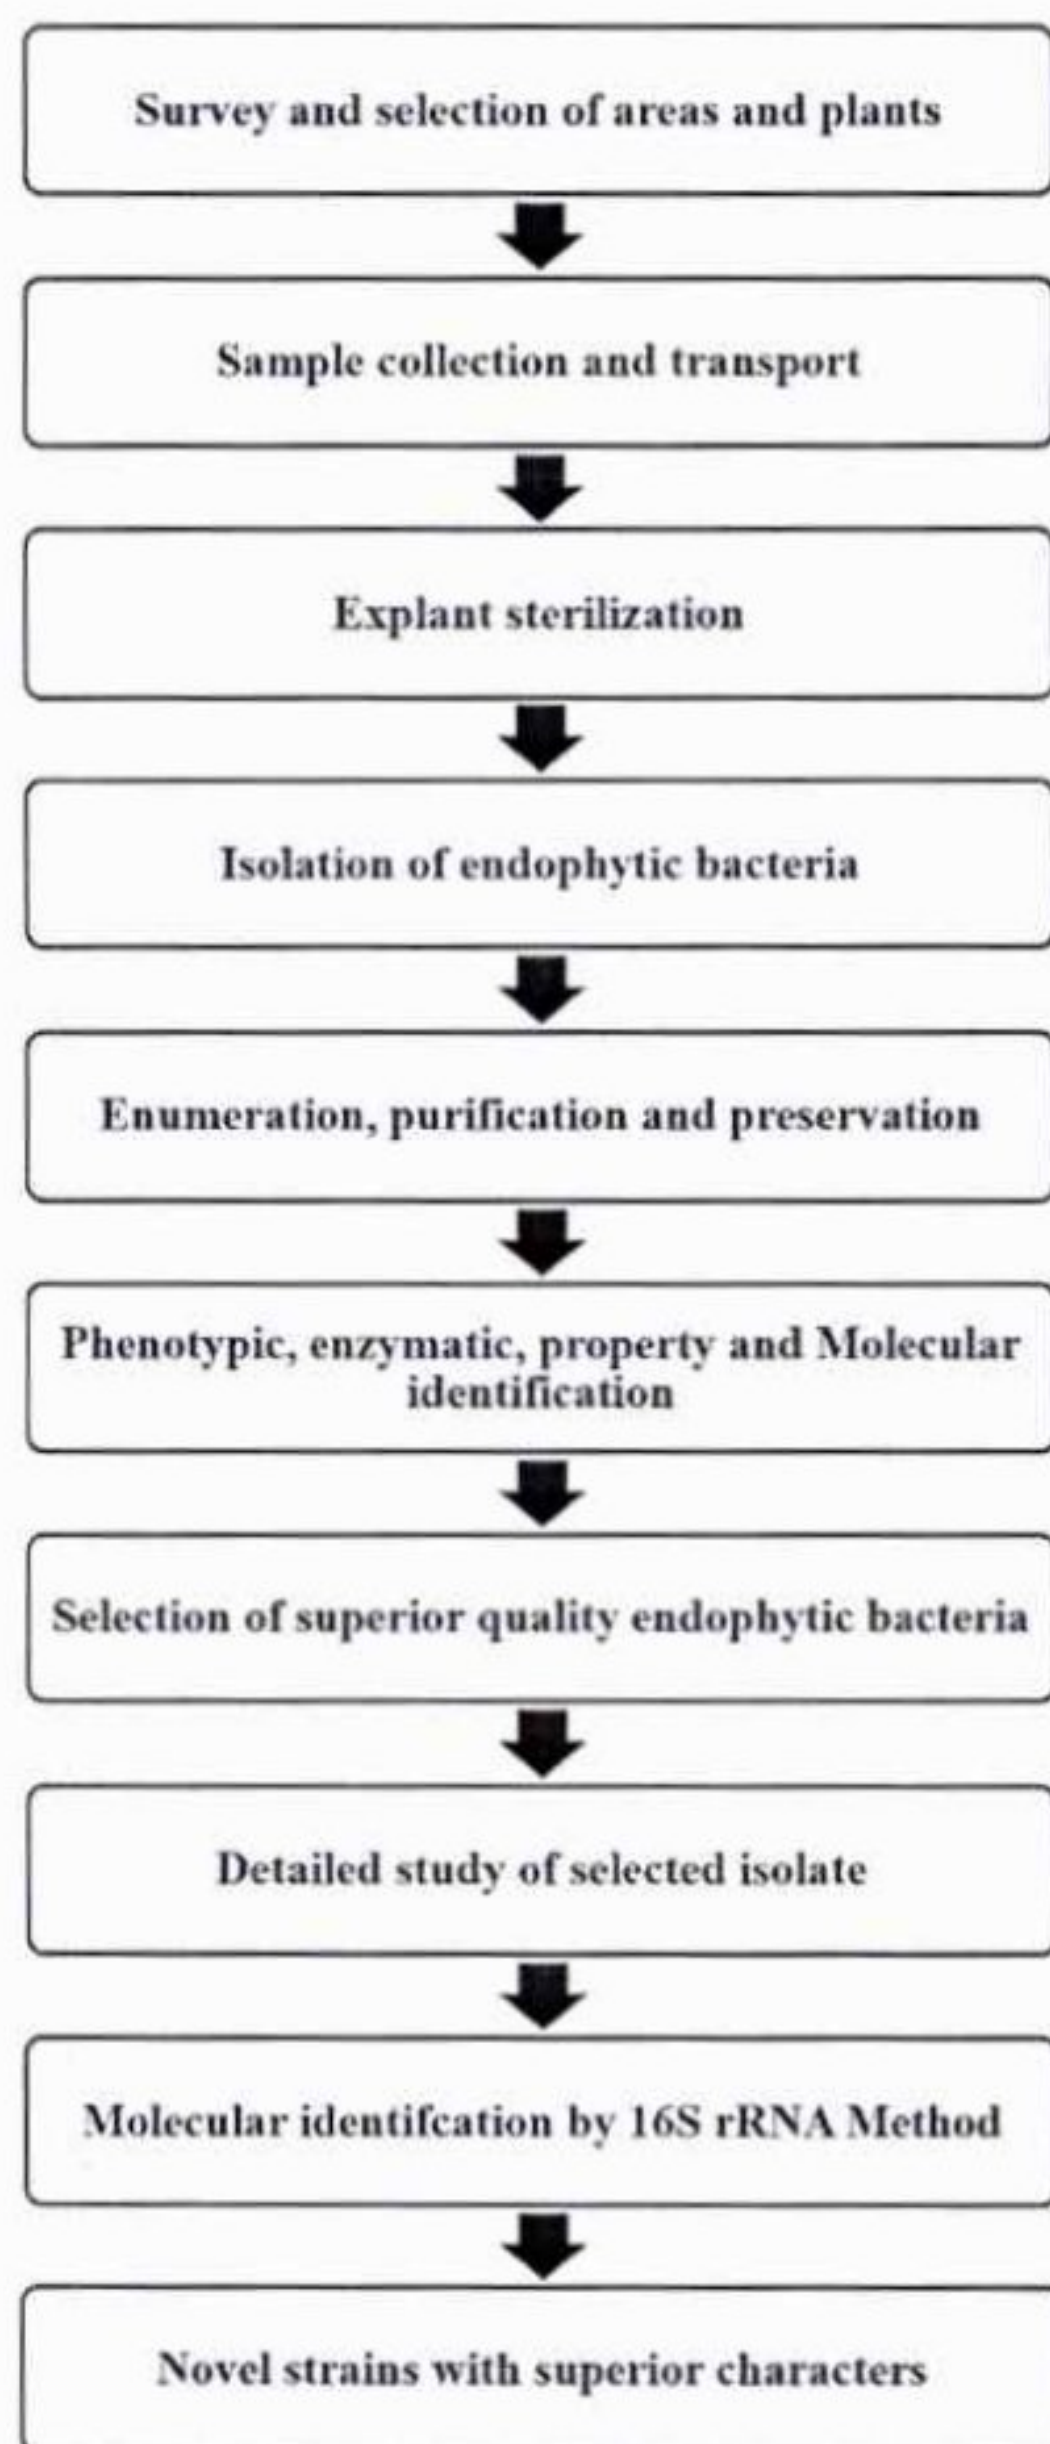 Survey and selection of areas and plants
Sample collection and transport
Explant sterilization
Isolation of endophytic bacteria
Enumeration, purification and preservation
Phenotypic, enzymatic, property and Molecular
identification
Selection of superior quality endophytic bacteria
Detailed study of selected isolate
Molecular identifcation by 16S rRNA Method
Novel strains with superior characters